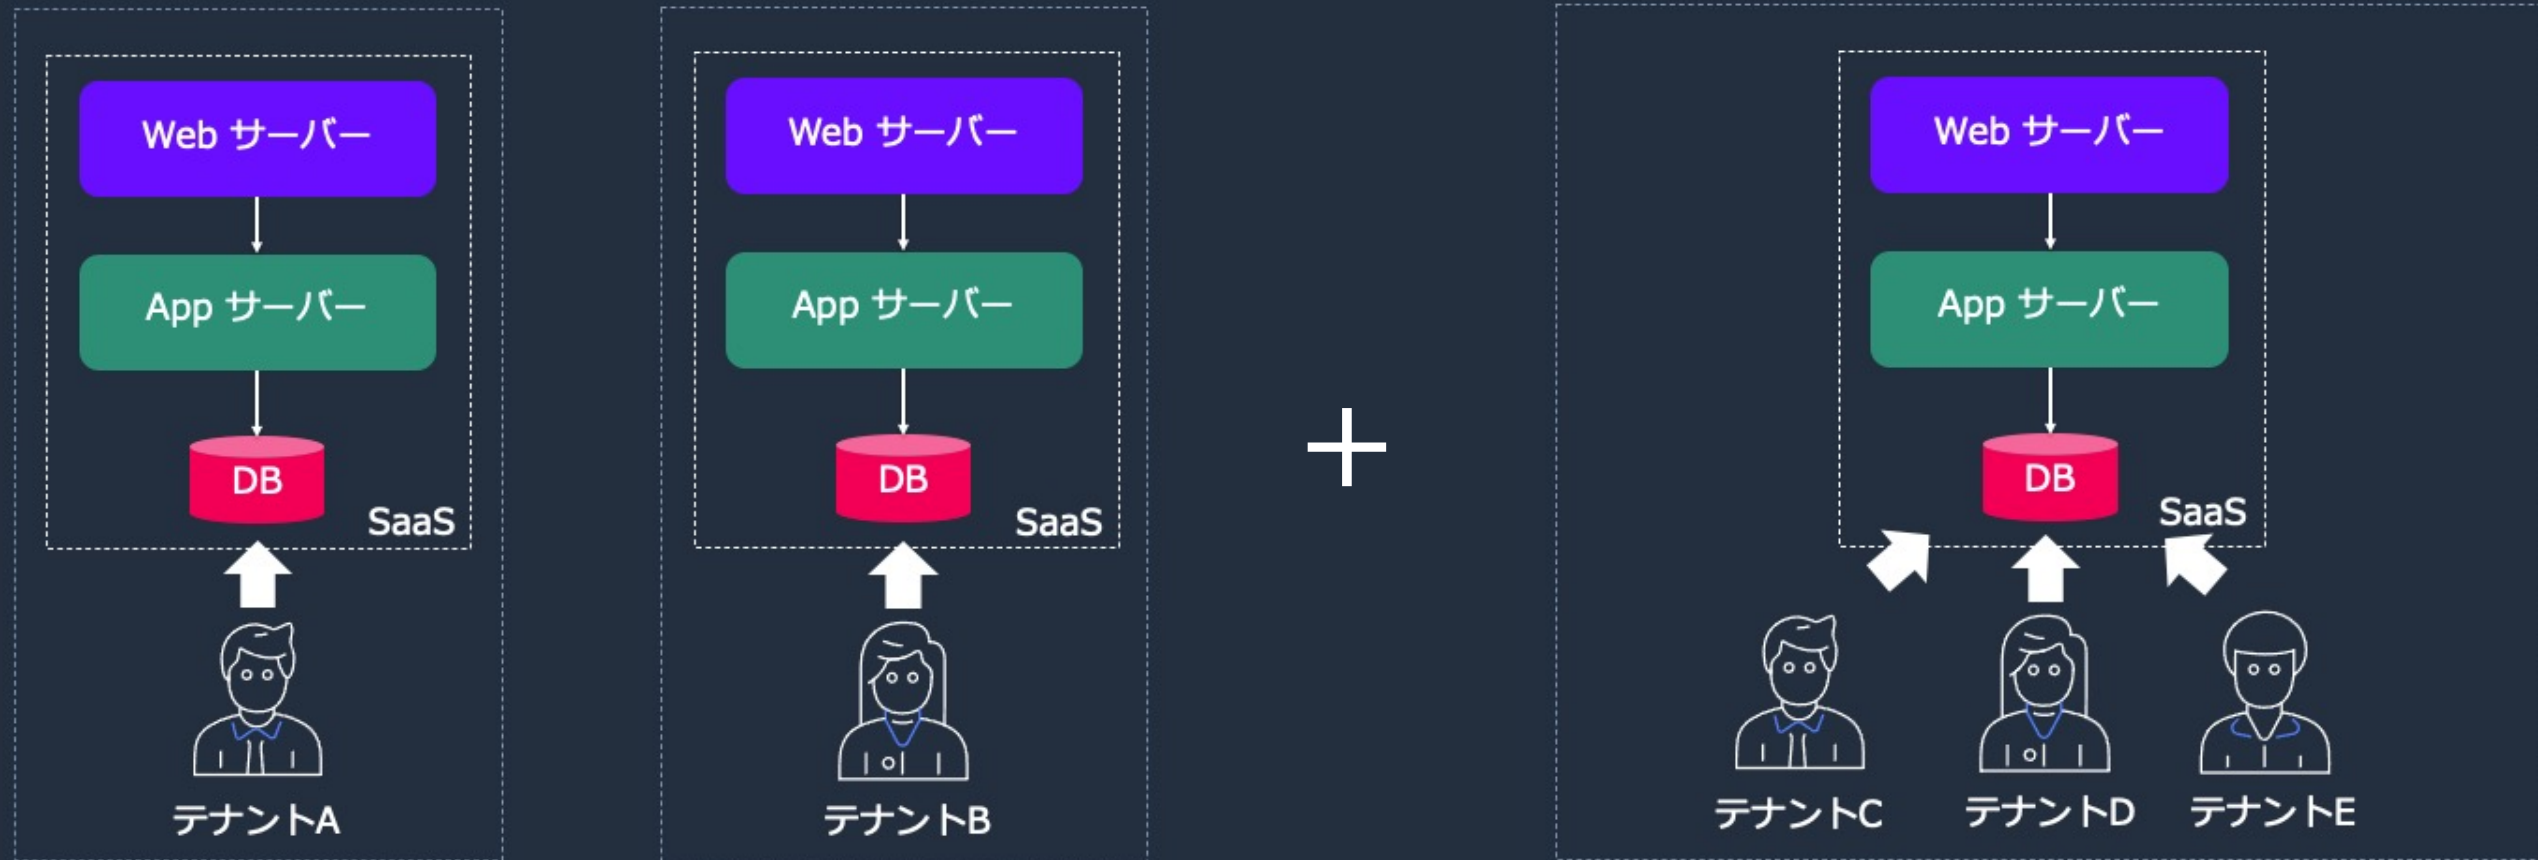 Web サーバー
App サーバー
DB
SaaS
テナントA
Web サーバー
App サーバー
DB
SaaS
テナントB
+
Web サーバー
App サーバー
DB
SaaS
テナントC
テナントD
テナントE